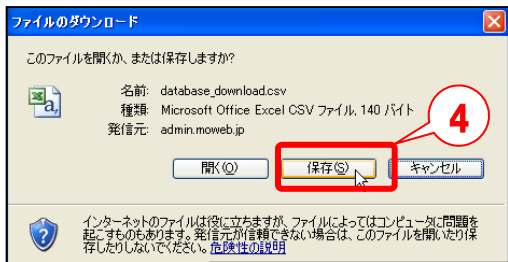 ファイルのダウンロード
このファイルを開くか、または保存しますか?
名前: database_download.csv
種類: Microsoft Office Excel CSV ファイル, 140 バイト
発信元: admin.moweb.jp
4
開く(O) 保存(S) キャンセル
インターネットのファイルは役に立ちますが、ファイルによってはコンピュータに問題を
起こすものもあります。発信元が信頼できない場合は、このファイルを開いたり保
存したりしないでください。危険性の説明